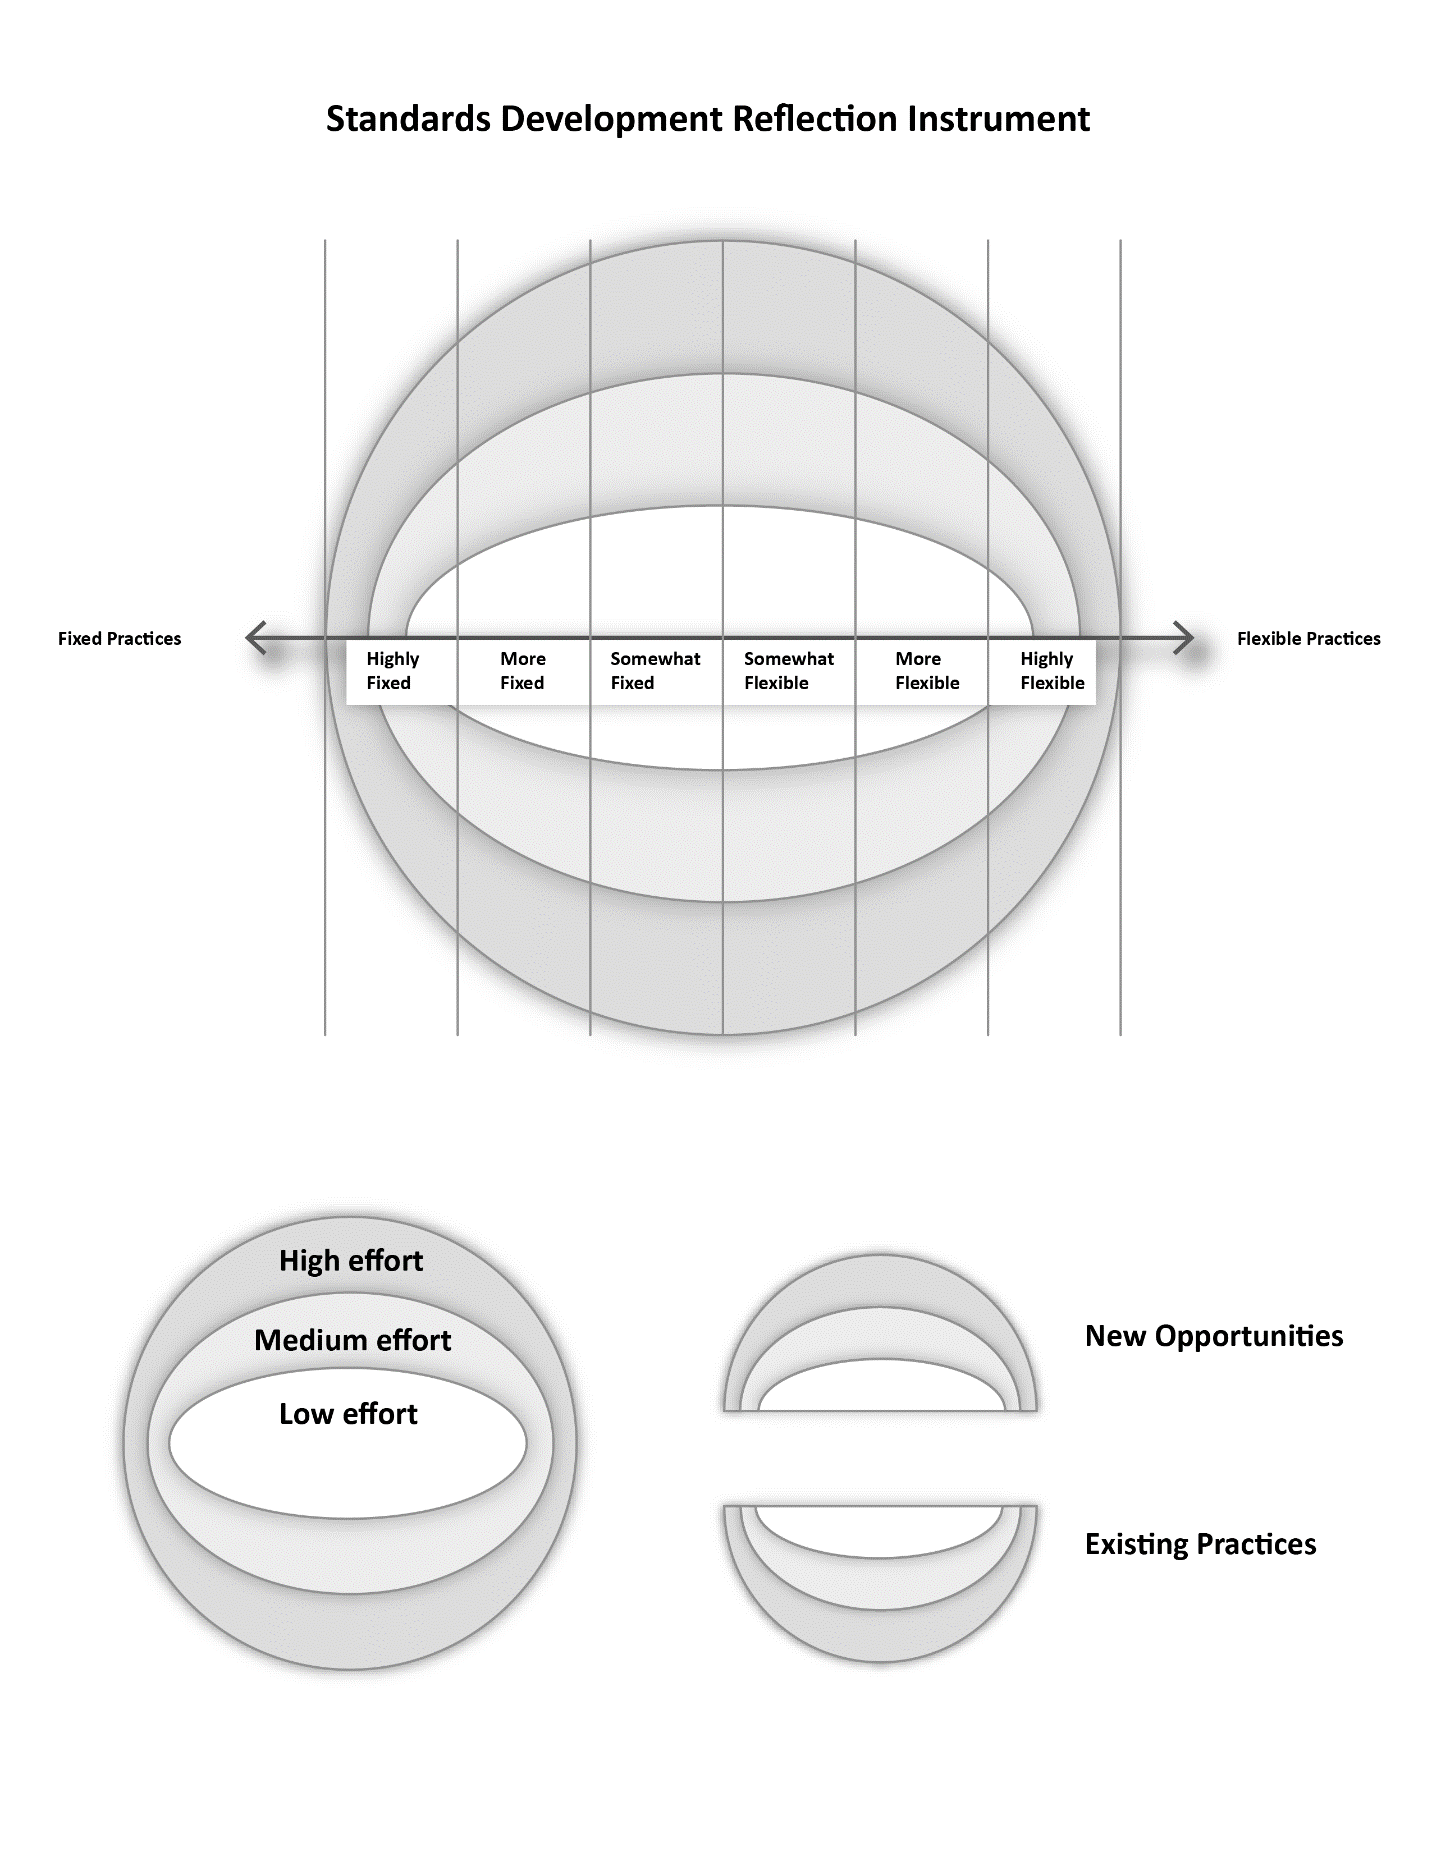 Standards Development Reflection Instrument
Fixed Practices
Highly
Fixed
More
Fixed
Somewhat
Fixed
Somewhat
Flexible
More
Flexible
Highly
Flexible
Flexible Practices
High effort
Medium effort
Low effort
New Opportunities
Existing Practices